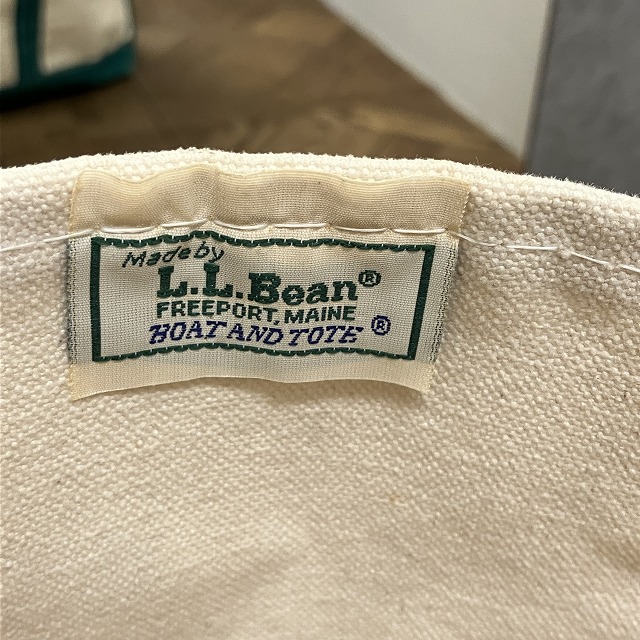 Made by
L.L.Bean®
FREEPORT, MAINE
BOAT AND TOTE®